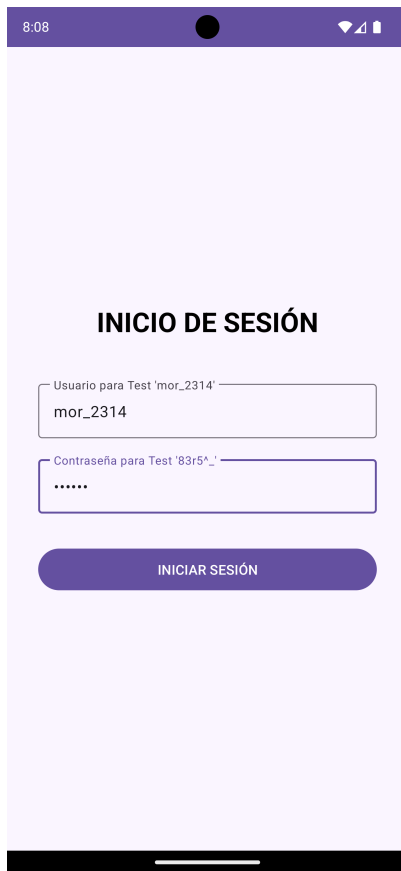 8:08
INICIO DE SESIÓN
Usuario para Test 'mor_2314'
mor_2314
Contraseña para Test '83r5^_'
••••••
INICIAR SESIÓN